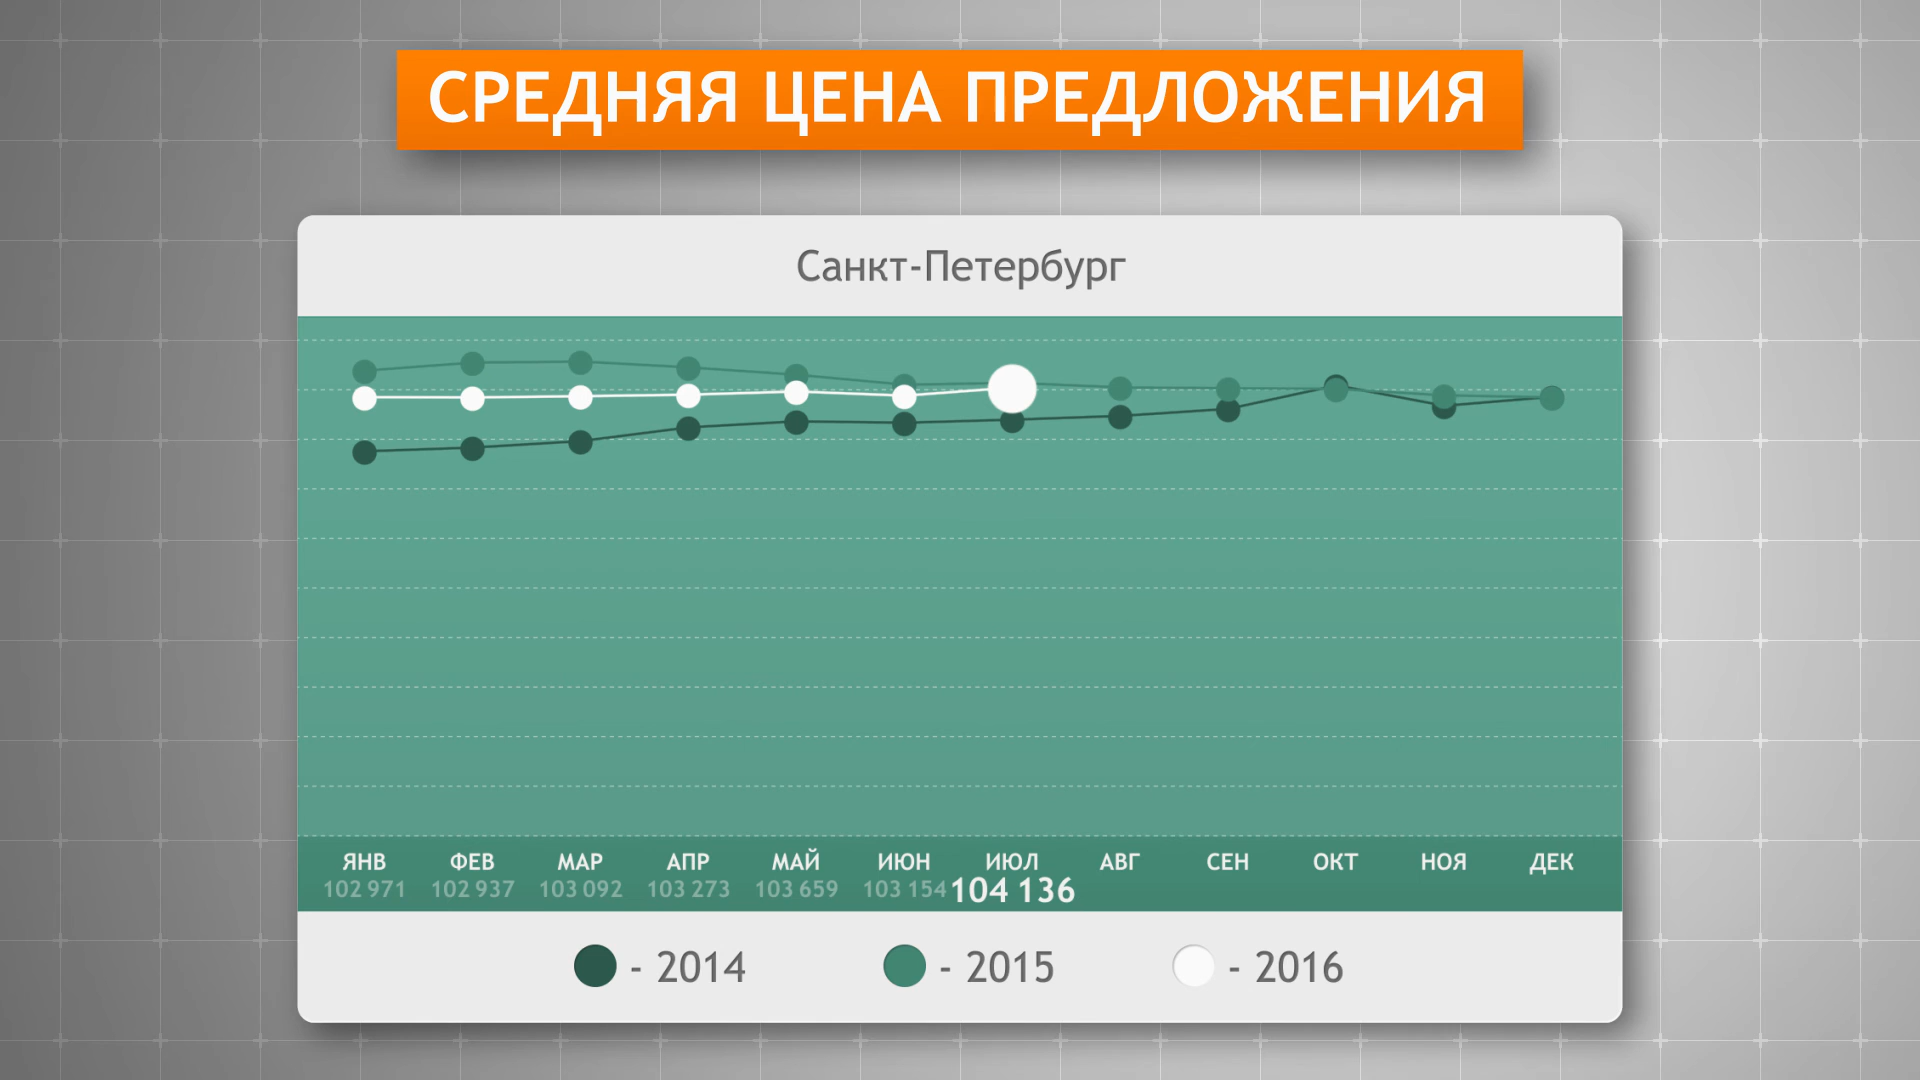 СРЕДНЯЯ ЦЕНА ПРЕДЛОЖЕНИЯ
Санкт-Петербург
ЯНВ ФЕВ МАР АПР МАЙ ИЮН ИЮЛ АВГ СЕН ОКТ НОЯ ДЕК
102 971 102 937 103 092 103 273 103 659 103 154 104 136
- 2014 - 2015 - 2016